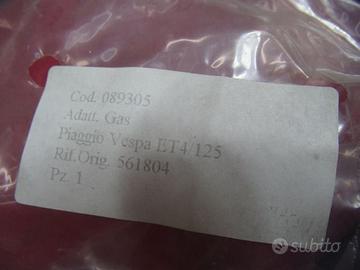 Cod. 089305
Adatt. Gas
Piaggio Vespa ET4/125
Rif.Orig. 561804
Pz. 1
subito